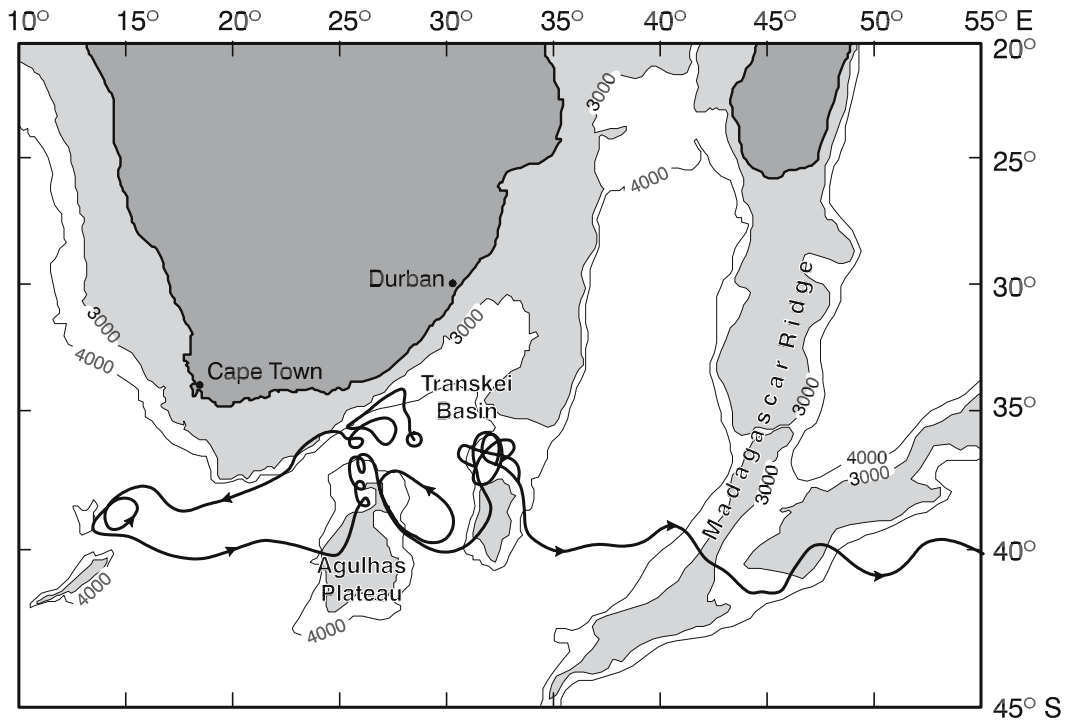 10° 15° 20° 25° 30° 35° 40° 45° 50° 55° E
20°
3000
25°
4000
Durban
30°
3000
3000
4000
Cape Town
Transkei
Basin
Madagascar Ridge
3000
35°
4000
3000
3000
40°
Agulhas
Plateau
4000
4000
45° S